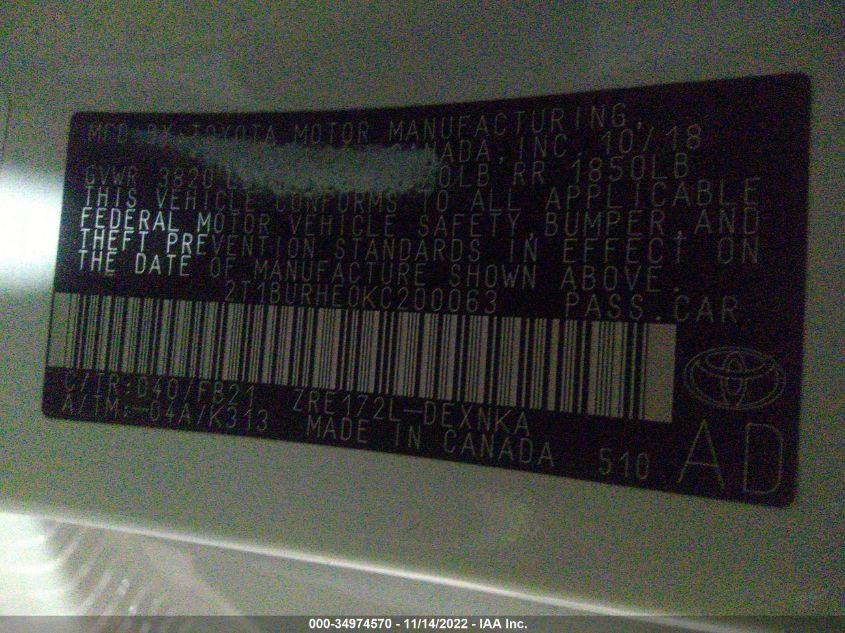 MFD. BY TOYOTA MOTOR MANUFACTURING,
CANADA, INC. 10/18
GVWR 3820LB RR 1850LB
THIS VEHICLE CONFORMS TO ALL APPLICABLE
FEDERAL MOTOR VEHICLE SAFETY,BUMPER,AND
THEFT PREVENTION STANDARDS IN EFFECT ON
THE DATE OF MANUFACTURE SHOWN ABOVE.
2T1BURHE0KC200063 PASS.CAR
C/TR:040/FB21 ZRE172L-DEXNKA
A/TM:-04A/K313 MADE IN CANADA 510
AD
000-34974570 - 11/14/2022 - IAA Inc.